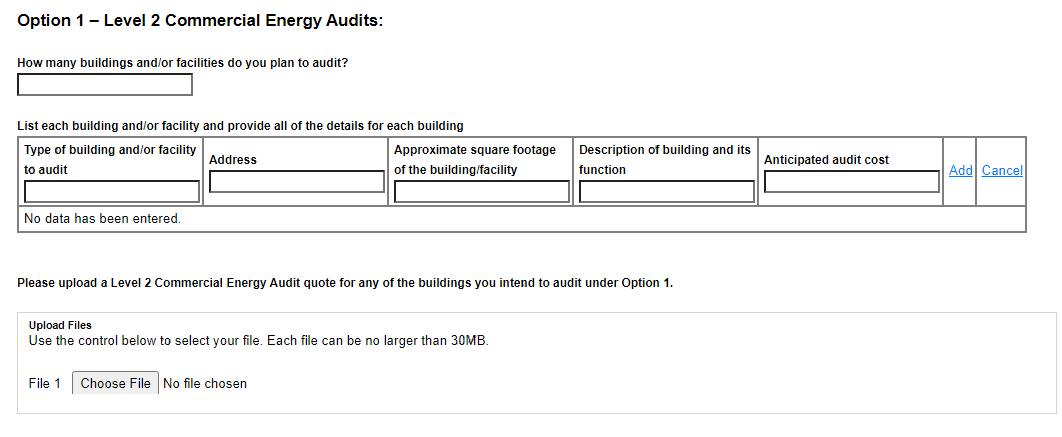 Option 1 – Level 2 Commercial Energy Audits:
How many buildings and/or facilities do you plan to audit?
List each building and/or facility and provide all of the details for each building
Type of building and/or facility
to audit
Address
Approximate square footage
of the building/facility
Description of building and its
function
Anticipated audit cost
Add
Cancel
No data has been entered.
Please upload a Level 2 Commercial Energy Audit quote for any of the buildings you intend to audit under Option 1.
Upload Files
Use the control below to select your file. Each file can be no larger than 30MB.
File 1 Choose File No file chosen